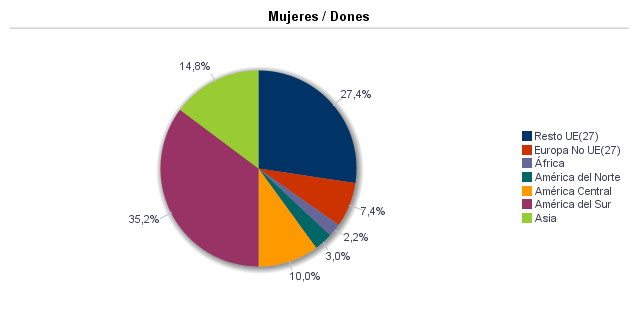 Mujeres / Dones
14,8%
27,4%
35,2%
7,4%
2,2%
3,0%
10,0%
Resto UE(27)
Europa No UE(27)
África
América del Norte
América Central
América del Sur
Asia